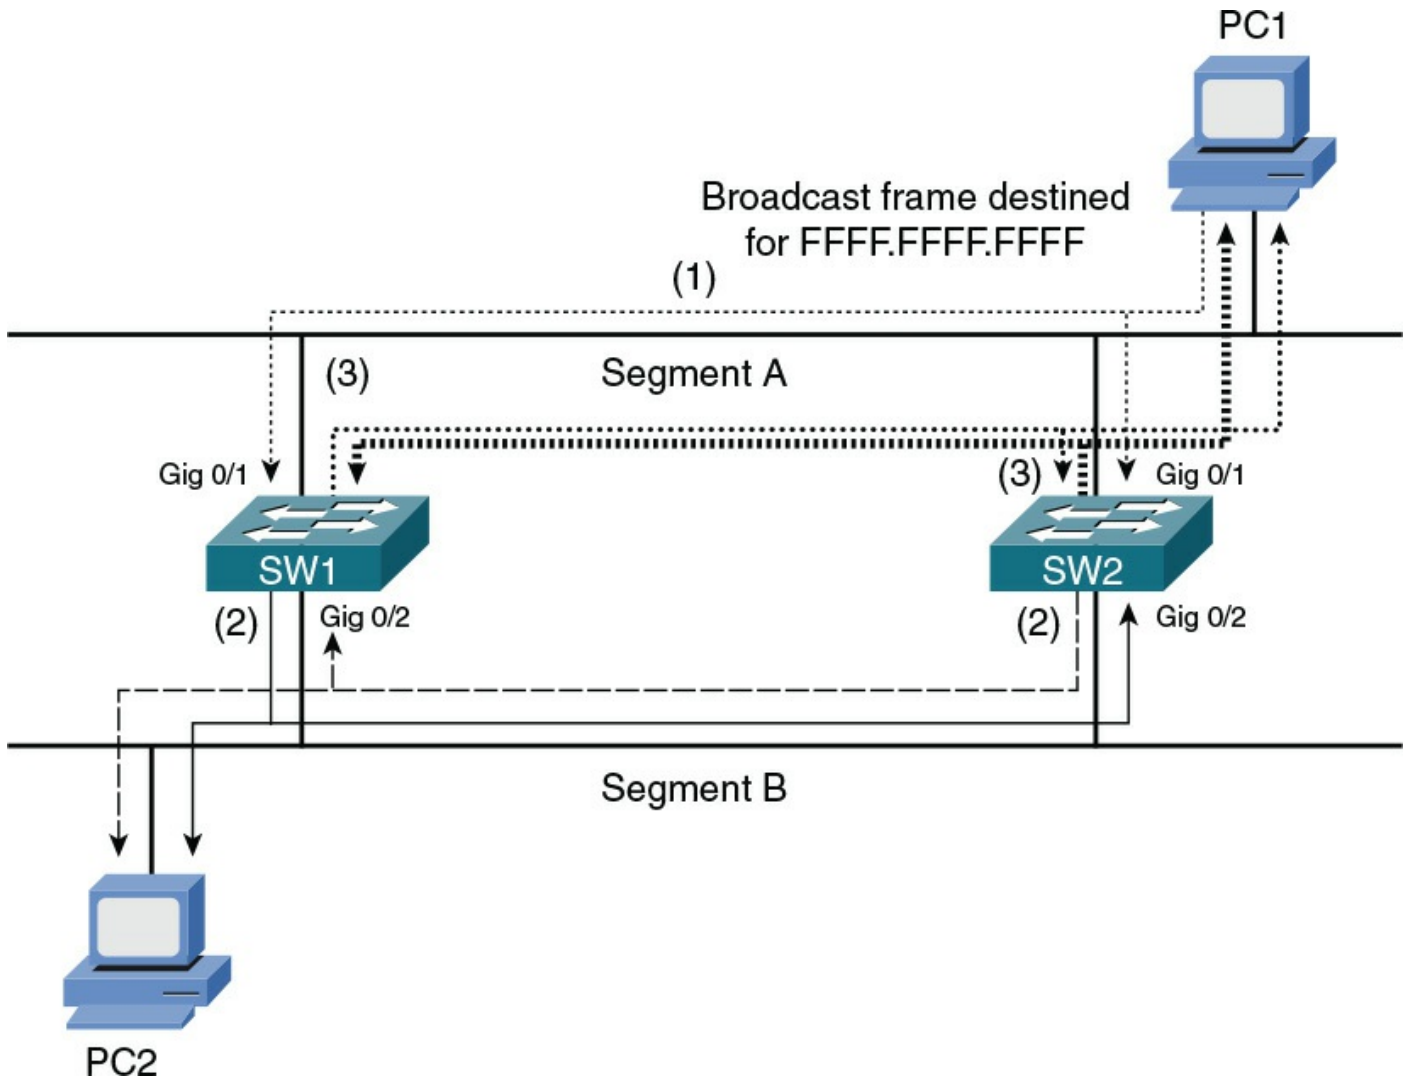 PC1
Broadcast frame destined
for FFFF.FFFF.FFFF
(1)
(3)
Segment A
Gig 0/1
(3)
Gig 0/1
SW1
SW2
(2)
Gig 0/2
(2)
Gig 0/2
Segment B
PC2